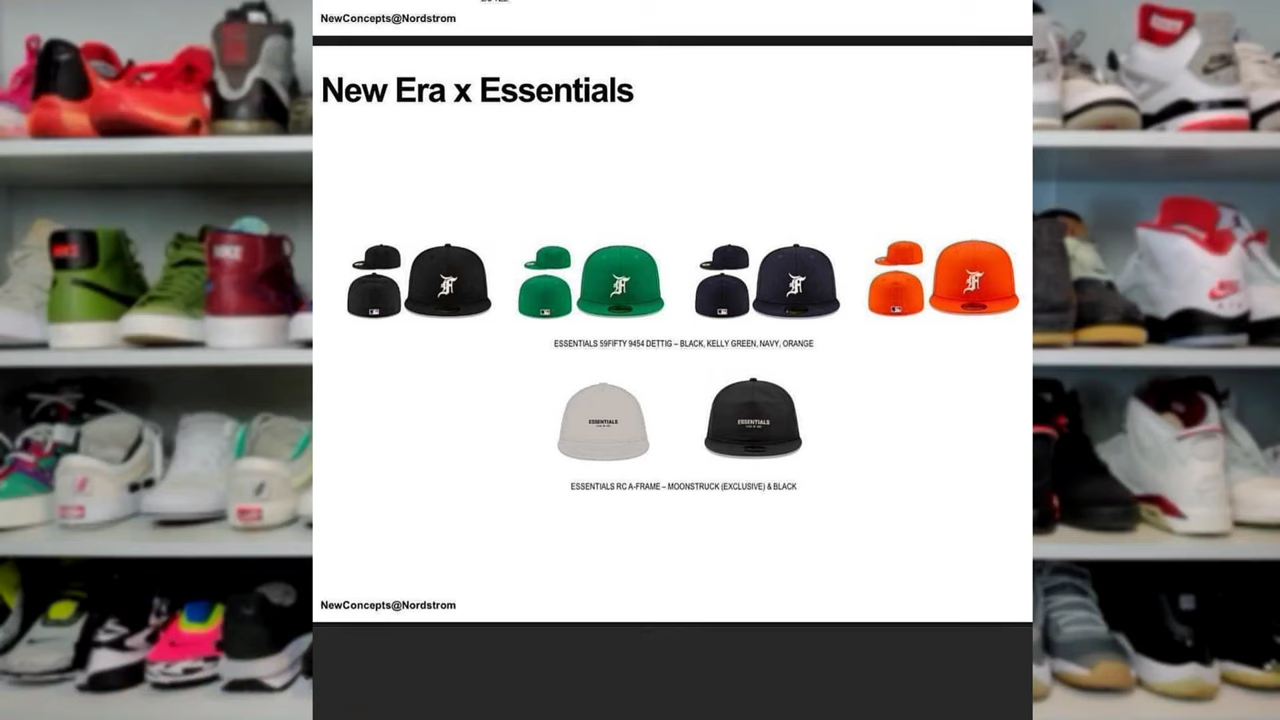 NewConcepts@Nordstrom
New Era x Essentials
ESSENTIALS 59FIFTY 9454 DETTIG – BLACK, KELLY GREEN, NAVY, ORANGE
ESSENTIALS
ESSENTIALS
ESSENTIALS RC A-FRAME – MOONSTRUCK (EXCLUSIVE) & BLACK
NewConcepts@Nordstrom